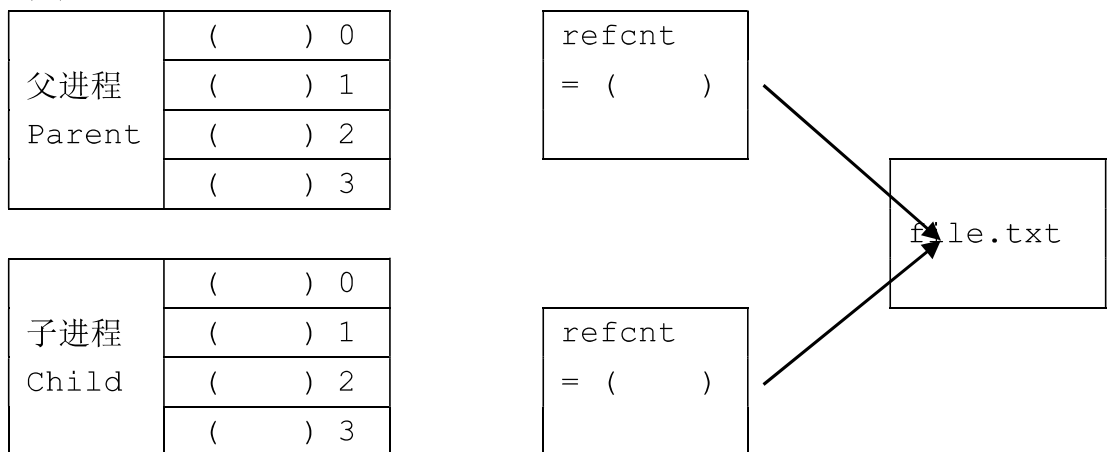 ( ) 0
父进程
Parent
( ) 1
( ) 2
( ) 3
refcnt
= ( )
file.txt
子进程
Child
( ) 0
( ) 1
( ) 2
( ) 3
refcnt
= ( )